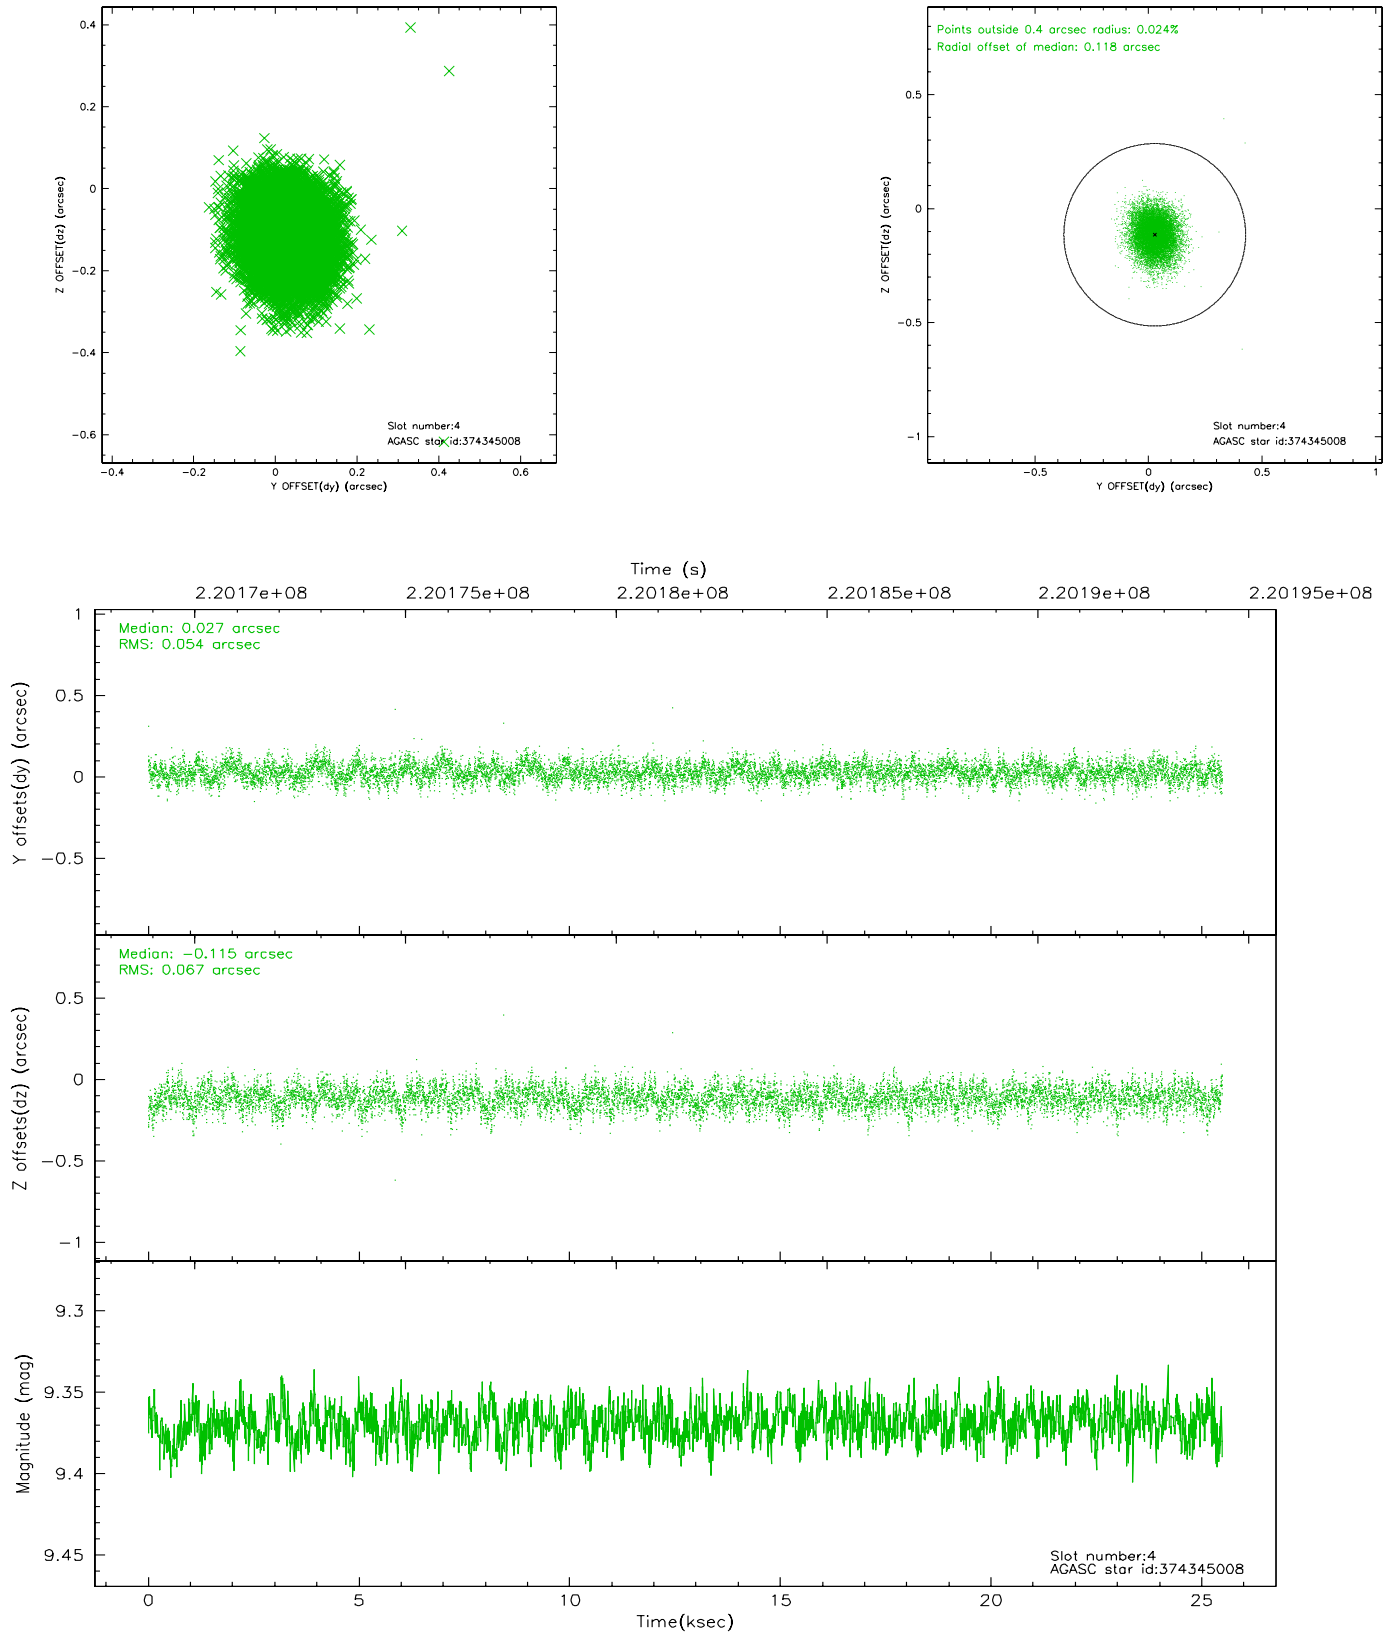 0.4
0.2
0
−0.2
−0.4
−0.6
Z OFFSET(dz) (arcsec)
Slot number:4
AGASC star id:374345008
−0.4 −0.2 0 0.2 0.4 0.6
Y OFFSET(dy) (arcsec)
Points outside 0.4 arcsec radius: 0.024%
Radial offset of median: 0.118 arcsec
0.5
0
−0.5
−1
Z OFFSET(dz) (arcsec)
Slot number:4
AGASC star id:374345008
−0.5 0 0.5 1
Y OFFSET(dy) (arcsec)
Time (s)
2.2017e+08 2.20175e+08 2.2018e+08 2.20185e+08 2.2019e+08 2.20195e+08
Median: 0.027 arcsec
RMS: 0.054 arcsec
1
0.5
0
−0.5
Y offsets(dy) (arcsec)
Median: −0.115 arcsec
RMS: 0.067 arcsec
0.5
0
−0.5
−1
Z offsets(dz) (arcsec)
9.3
9.35
9.4
9.45
Magnitude (mag)
Slot number:4
AGASC star id:374345008
0 5 10 15 20 25
Time(ksec)